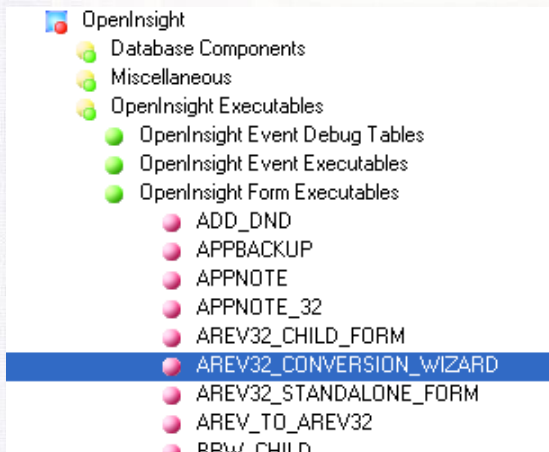 OpenInsight
Database Components
Miscellaneous
OpenInsight Executables
OpenInsight Event Debug Tables
OpenInsight Event Executables
OpenInsight Form Executables
ADD_DND
APPBACKUP
APPNOTE
APPNOTE_32
AREV32_CHILD_FORM
AREV32_CONVERSION_WIZARD
AREV32_STANDALONE_FORM
AREV_TO_AREV32
BRW_CHILD